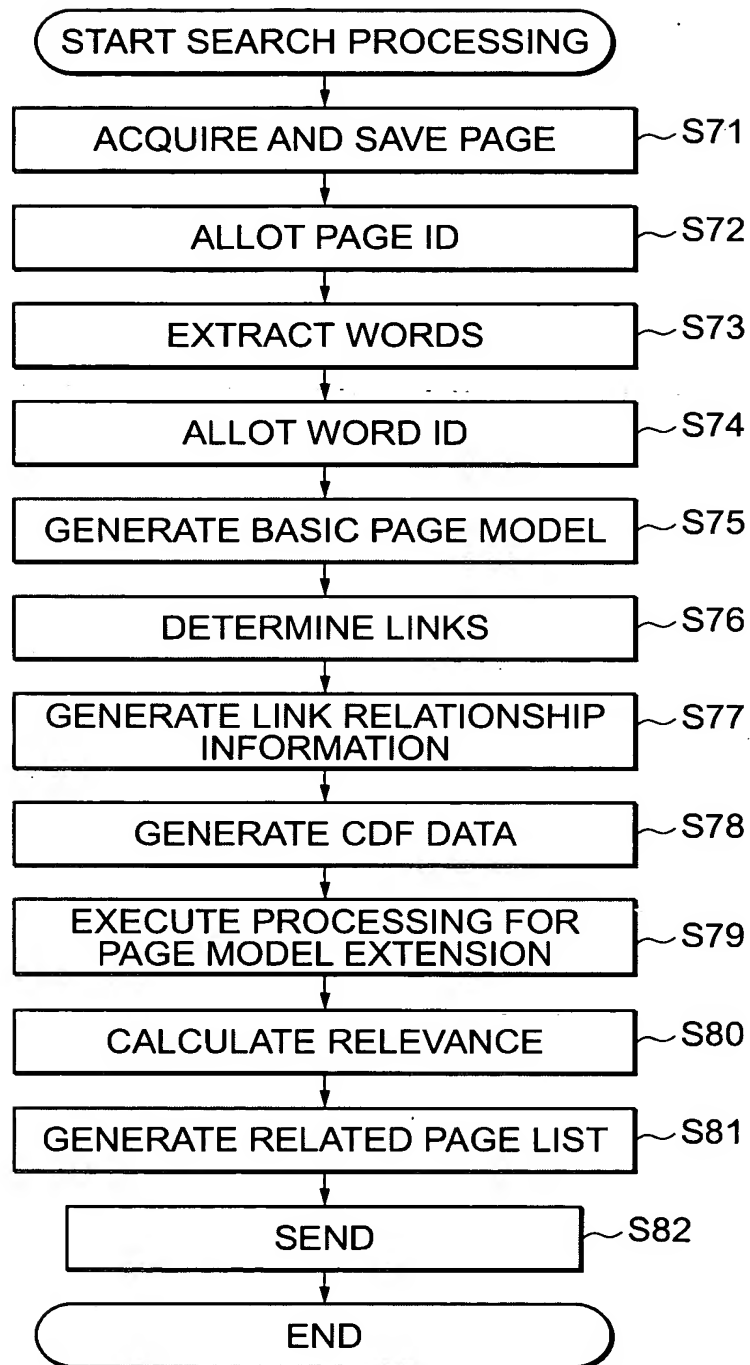 START SEARCH PROCESSING
ACQUIRE AND SAVE PAGE
S71
ALLOT PAGE ID
S72
EXTRACT WORDS
S73
ALLOT WORD ID
S74
GENERATE BASIC PAGE MODEL
S75
DETERMINE LINKS
S76
GENERATE LINK RELATIONSHIP
INFORMATION
S77
GENERATE CDF DATA
S78
EXECUTE PROCESSING FOR
PAGE MODEL EXTENSION
S79
CALCULATE RELEVANCE
S80
GENERATE RELATED PAGE LIST
S81
SEND
S82
END